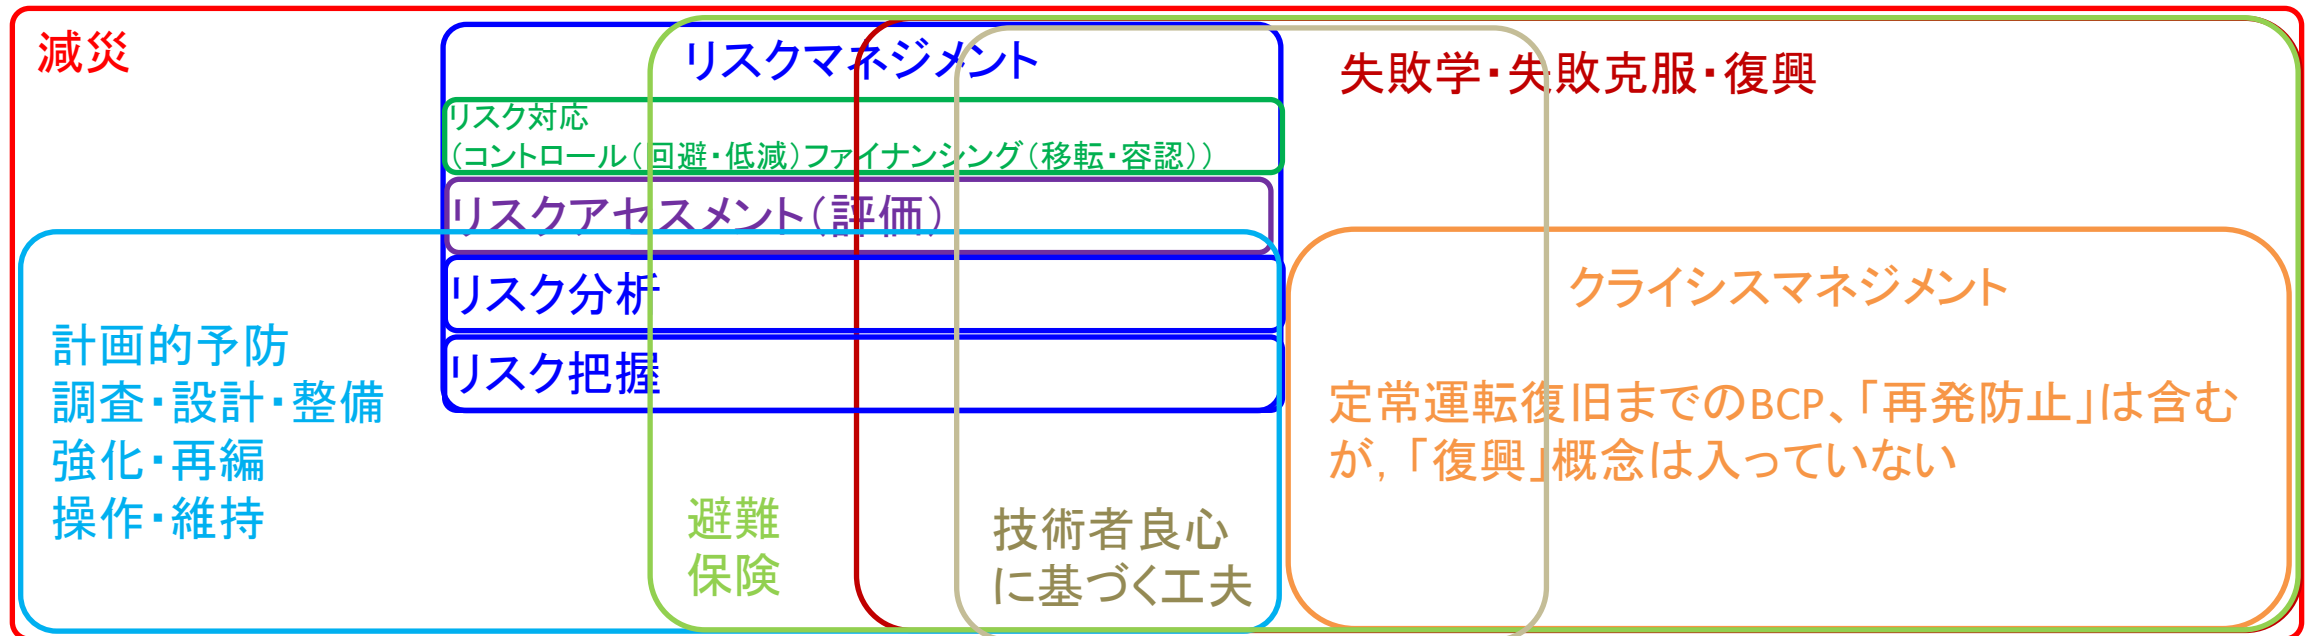 減災
リスクマネジメント
失敗学・失敗克服・復興
リスク対応
（コントロール（回避・低減）ファイナンシング（移転・容認））
リスクアセスメント（評価）
リスク分析
リスク把握
計画的予防
調査・設計・整備
強化・再編
操作・維持
避難
保険
技術者良心
に基づく工夫
クライシスマネジメント
定常運転復旧までのBCP、「再発防止」は含む
が，「復興」概念は入っていない